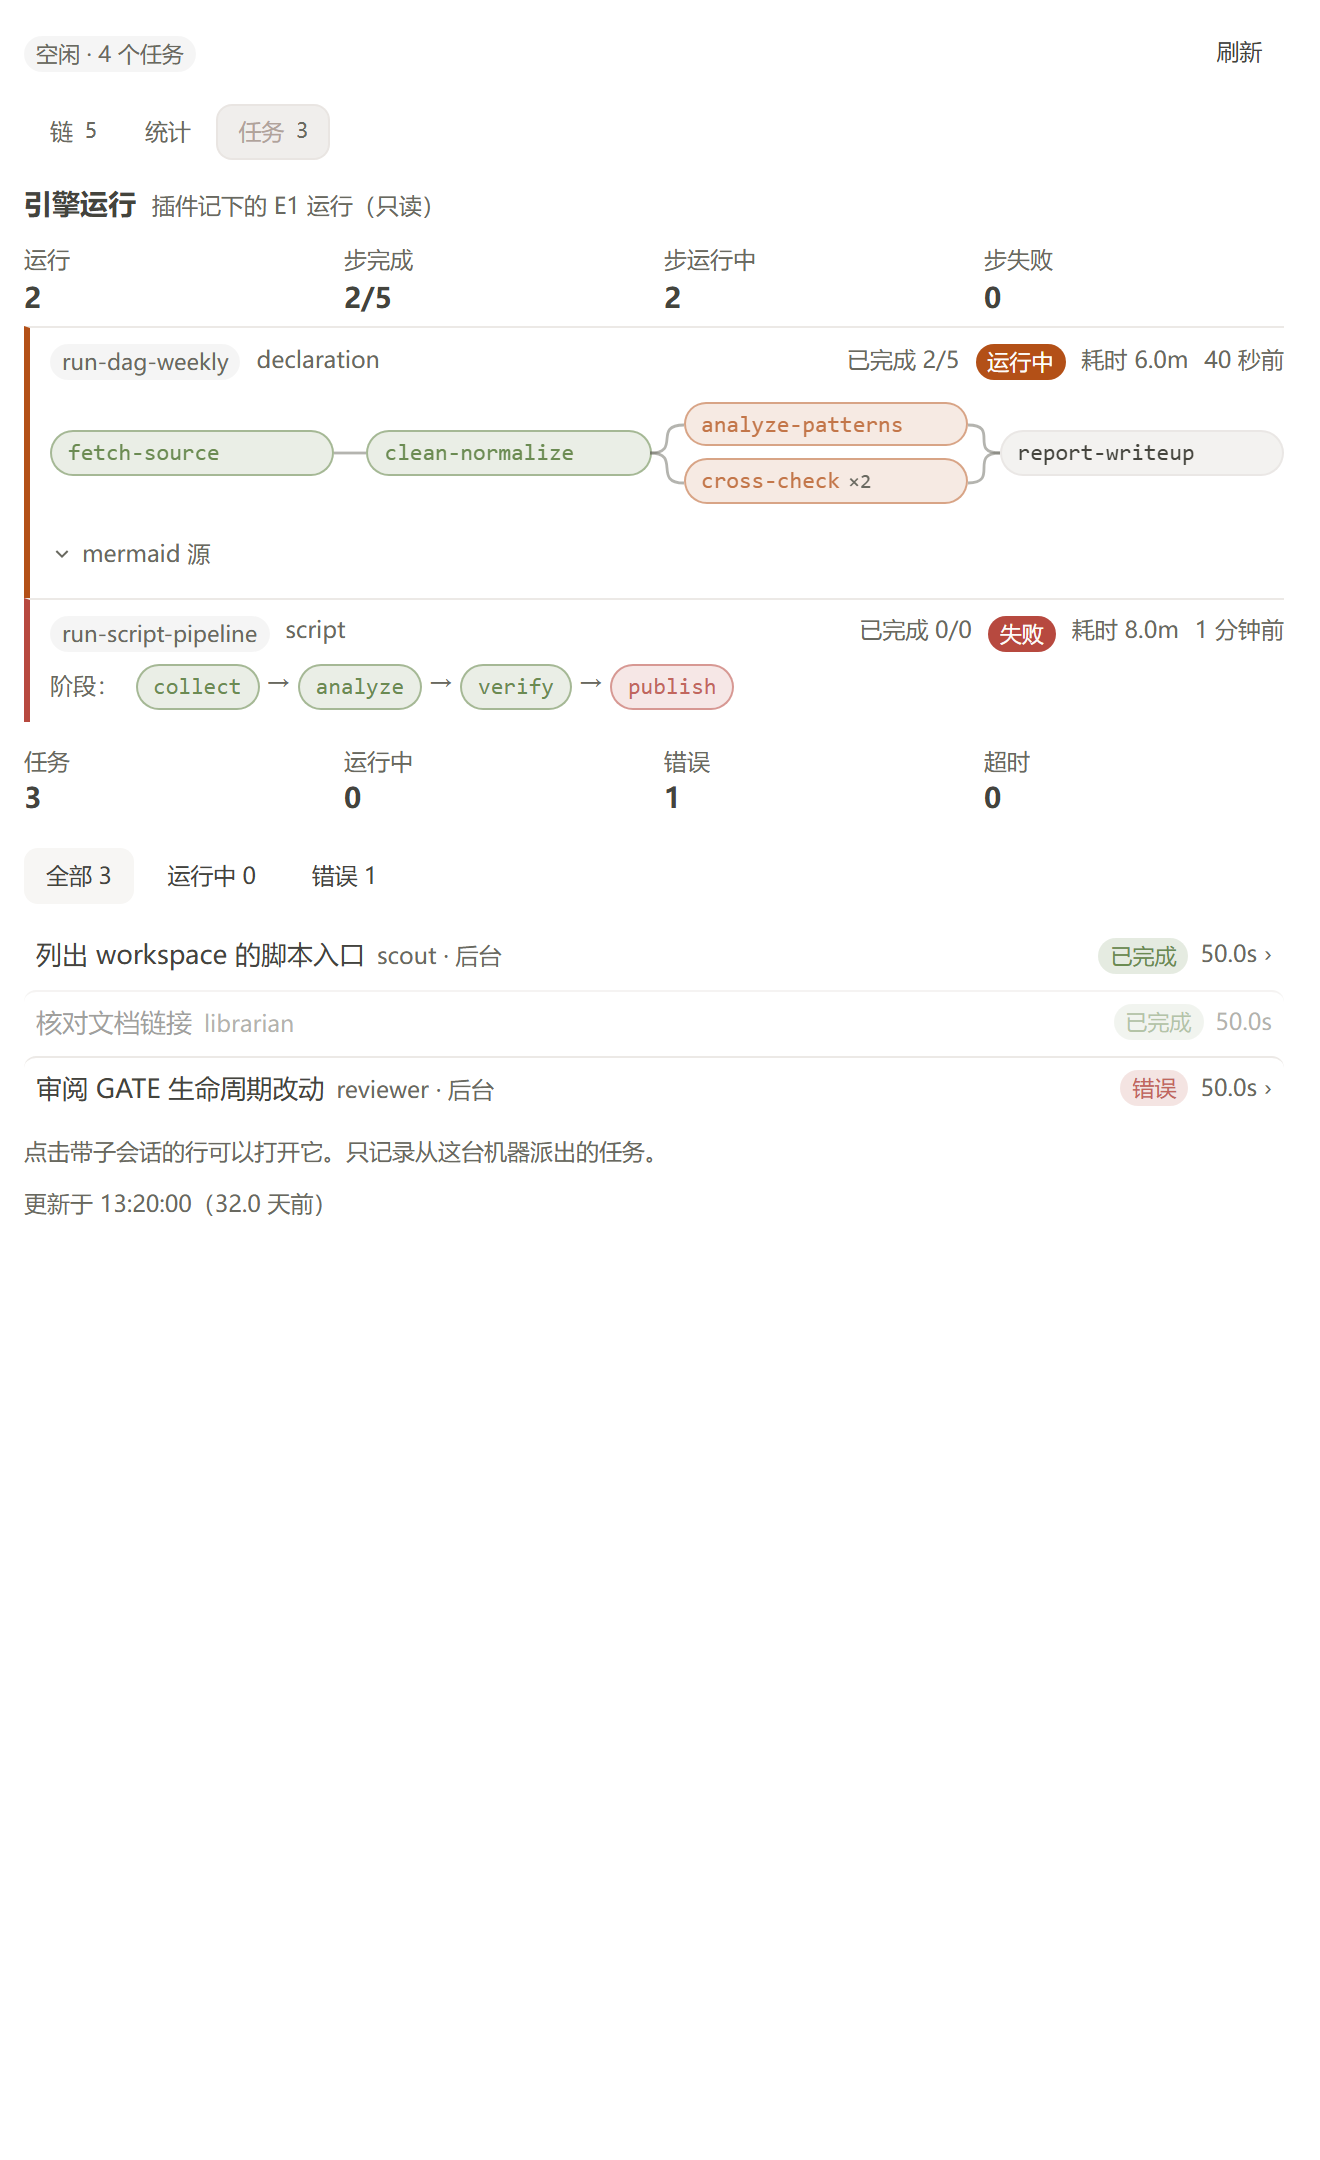 空闲 · 4 个任务
刷新
链 5 统计 任务 3
引擎运行 插件记下的 E1 运行（只读）
运行 步完成 步运行中 步失败
2 2/5 2 0
run-dag-weekly declaration 已完成 2/5 运行中 耗时 6.0m 40 秒前
analyze-patterns
fetch-source clean-normalize report-writeup
cross-check ×2
mermaid 源
run-script-pipeline script 已完成 0/0 失败 耗时 8.0m 1 分钟前
阶段： collect → analyze → verify → publish
任务 运行中 错误 超时
3 0 1 0
全部 3 运行中 0 错误 1
列出 workspace 的脚本入口 scout · 后台 已完成 50.0s ›
核对文档链接 librarian 已完成 50.0s
审阅 GATE 生命周期改动 reviewer · 后台 错误 50.0s ›
点击带子会话的行可以打开它。只记录从这台机器派出的任务。
更新于 13:20:00（32.0 天前）